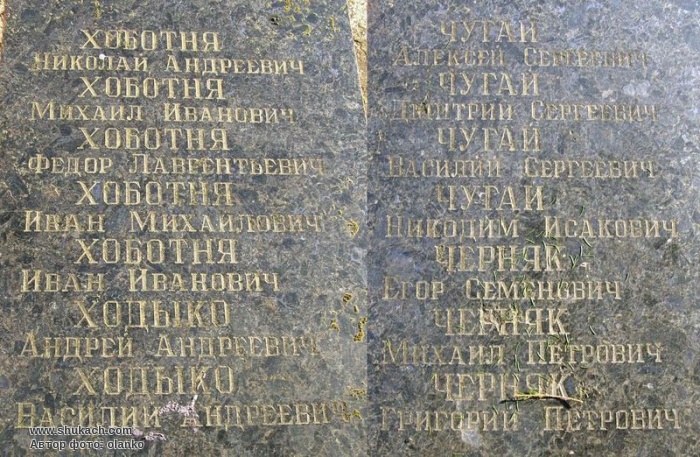 ХОБОТНЯ
НИКОЛАЙ АНДРЕЕВИЧ
ХОБОТНЯ
МИХАИЛ ИВАНОВИЧ
ХОБОТНЯ
ФЕДОР ЛАВРЕНТЬЕВИЧ
ХОБОТНЯ
ИВАН МИХАЙЛОВИЧ
ХОБОТНЯ
ИВАН ИВАНОВИЧ
ХОДЫКО
АНДРЕЙ АНДРЕЕВИЧ
ХОДЫКО
ВАСИЛИЙ АНДРЕЕВИЧ
www.shukach.com
Автор фото: olanko
ЧУГАЙ
АЛЕКСЕЙ СЕРГЕЕВИЧ
ЧУГАЙ
ДМИТРИЙ СЕРГЕЕВИЧ
ЧУГАЙ
ВАСИЛИЙ СЕРГЕЕВИЧ
ЧУГАЙ
НИКОДИМ ИСАКОВИЧ
ЧЕРНЯК
ЕГОР СЕМЕНОВИЧ
ЧЕРНЯК
МИХАИЛ ПЕТРОВИЧ
ЧЕРНЯК
ГРИГОРИЙ ПЕТРОВИЧ